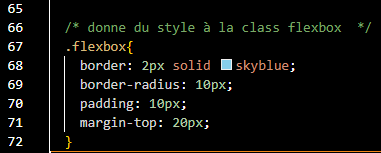 65
66 /* donne du style à la class flexbox  */
67 .flexbox{
68   border: 2px solid skyblue;
69   border-radius: 10px;
70   padding: 10px;
71   margin-top: 20px;
72 }